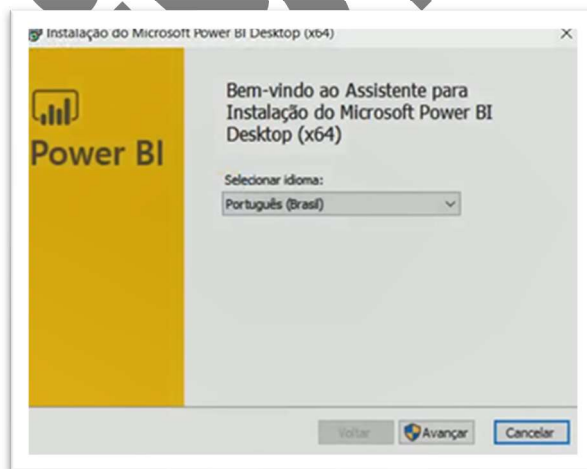 Instalação do Microsoft Power BI Desktop (x64)
Power BI
Bem-vindo ao Assistente para
Instalação do Microsoft Power BI
Desktop (x64)
Selecionar idioma:
Português (Brasil)
Voltar
Avançar
Cancelar